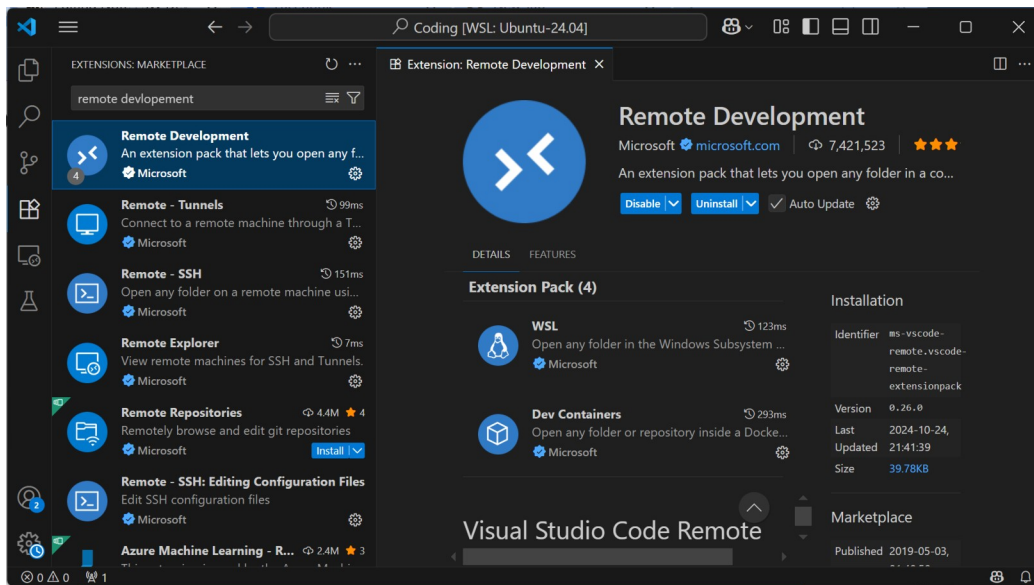 Coding [WSL: Ubuntu-24.04]
EXTENSIONS: MARKETPLACE
remote devlopement
Remote Development
An extension pack that lets you open any f...
Microsoft
4
Remote - Tunnels 99ms
Connect to a remote machine through a T...
Microsoft
Remote - SSH 151ms
Open any folder on a remote machine usi...
Microsoft
Remote Explorer 7ms
View remote machines for SSH and Tunnels.
Microsoft
Remote Repositories 4.4M 4
Remotely browse and edit git repositories
Microsoft Install
Remote - SSH: Editing Configuration Files
Edit SSH configuration files
Microsoft
Azure Machine Learning - R... 2.4M 3
2
Extension: Remote Development
Remote Development
Microsoft microsoft.com 7,421,523
An extension pack that lets you open any folder in a co...
Disable Uninstall Auto Update
DETAILS FEATURES
Extension Pack (4)
WSL 123ms
Open any folder in the Windows Subsystem ...
Microsoft
Dev Containers 293ms
Open any folder or repository inside a Docke...
Microsoft
Visual Studio Code Remote
Installation
Identifier ms-vscode-
remote.vscode-
remote-
extensionpack
Version 0.26.0
Last 2024-10-24,
Updated 21:41:39
Size 39.78KB
Marketplace
Published 2019-05-03,
0 0 1